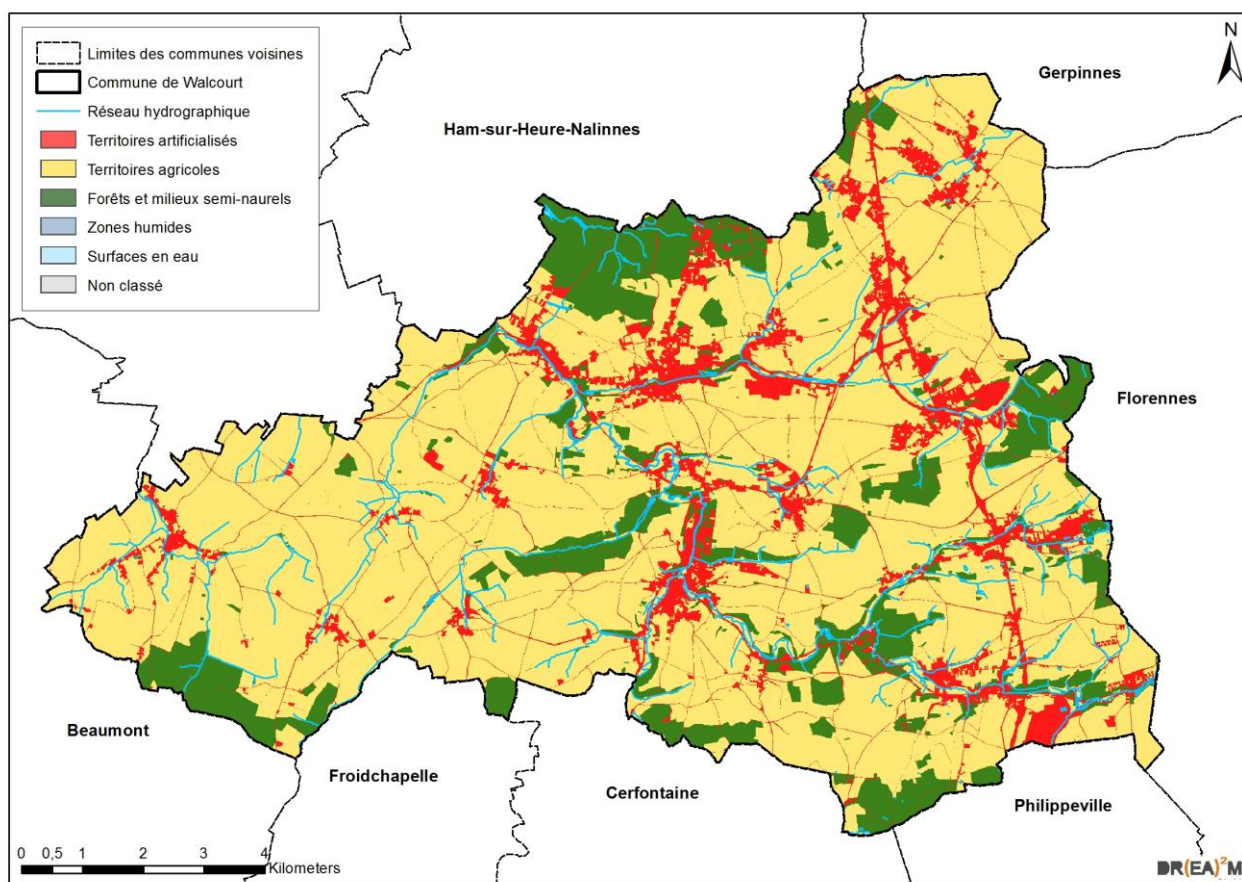 Limites des communes voisines
Commune de Walcourt
Réseau hydrographique
Territoires artificialisés
Territoires agricoles
Forêts et milieux semi-naurels
Zones humides
Surfaces en eau
Non classé
N
Gerpinnes
Ham-sur-Heure-Nalinnes
Florennes
Beaumont
Froidchapelle
Cerfontaine
Philippeville
0 0,5 1 2 3 4
Kilometers
DR(EA)²M